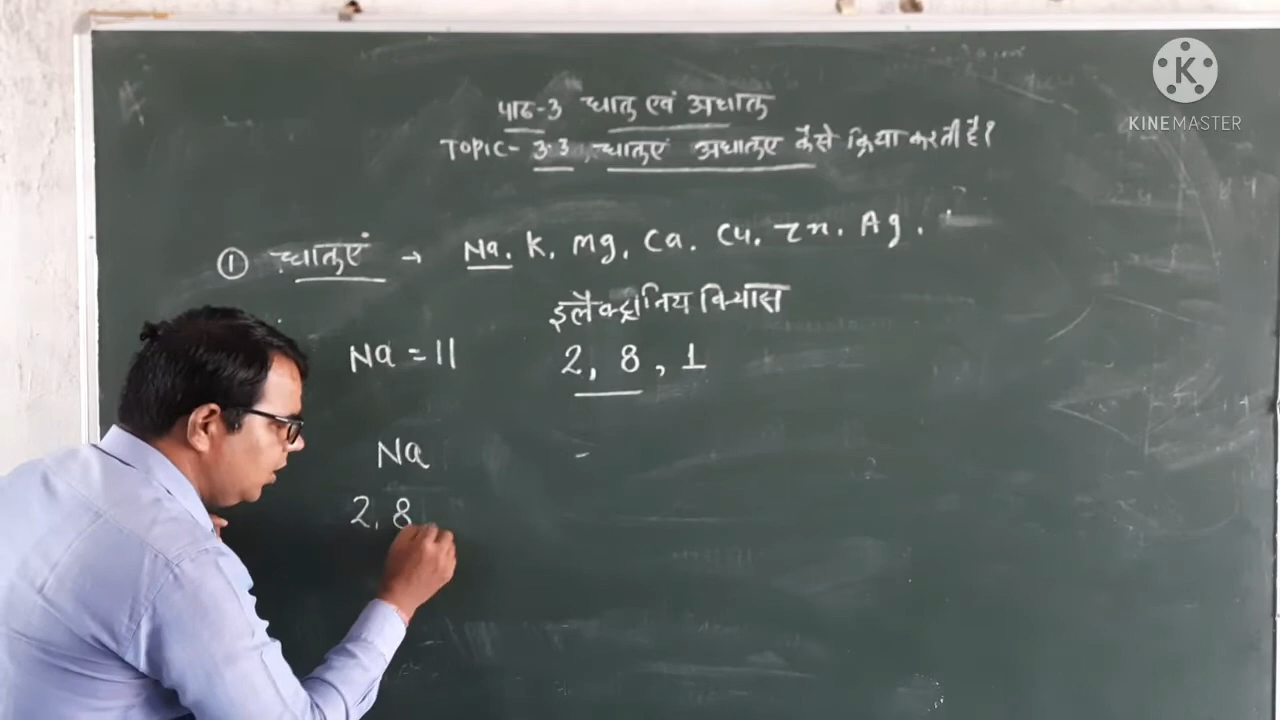 पाठ-3 धातु एवं अधातु
TOPIC- 3.3, धातुएं अधातुए कैसे क्रिया करती है?
① धातुएं → Na. K. Mg. Ca. Cu. Zn. Ag.
इलैक्ट्रानिय विन्यास
Na = 11 2, 8, 1
Na -
2, 8
K
KINEMASTER